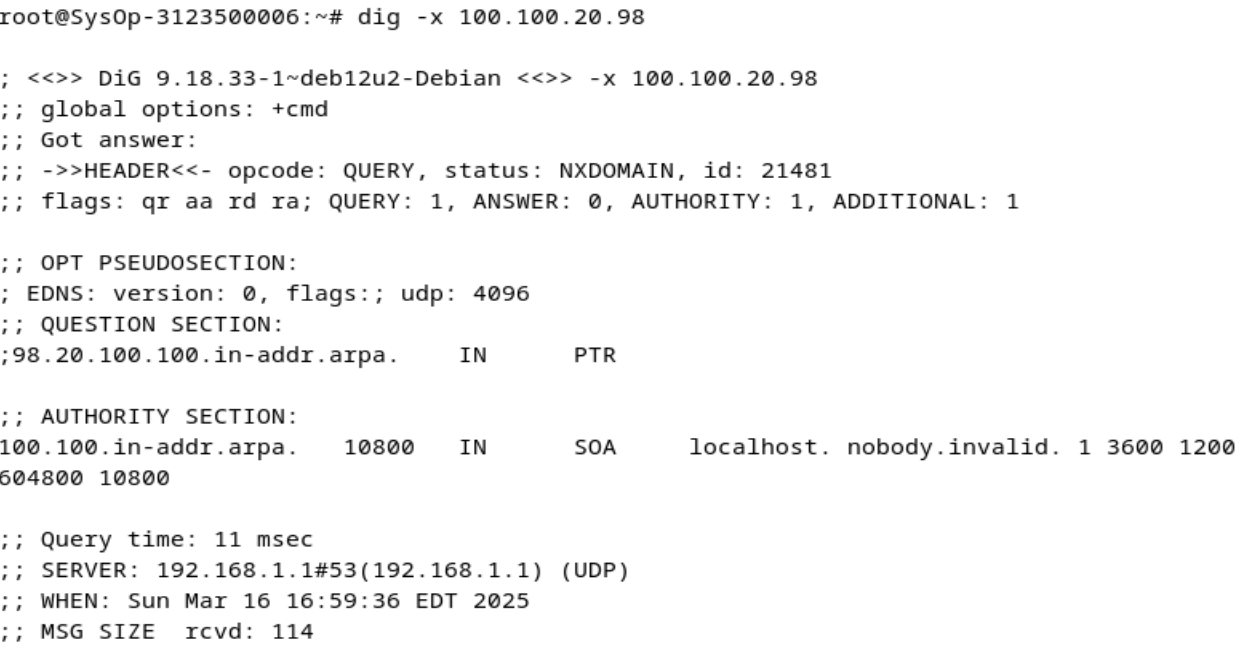 root@SysOp-3123500006:~# dig -x 100.100.20.98
; <<>> DiG 9.18.33-1~deb12u2-Debian <<>> -x 100.100.20.98
;; global options: +cmd
;; Got answer:
;; ->>HEADER<<- opcode: QUERY, status: NXDOMAIN, id: 21481
;; flags: qr aa rd ra; QUERY: 1, ANSWER: 0, AUTHORITY: 1, ADDITIONAL: 1
;; OPT PSEUDOSECTION:
; EDNS: version: 0, flags:; udp: 4096
;; QUESTION SECTION:
;98.20.100.100.in-addr.arpa. IN PTR
;; AUTHORITY SECTION:
100.100.in-addr.arpa. 10800 IN SOA localhost. nobody.invalid. 1 3600 1200
604800 10800
;; Query time: 11 msec
;; SERVER: 192.168.1.1#53(192.168.1.1) (UDP)
;; WHEN: Sun Mar 16 16:59:36 EDT 2025
;; MSG SIZE rcvd: 114